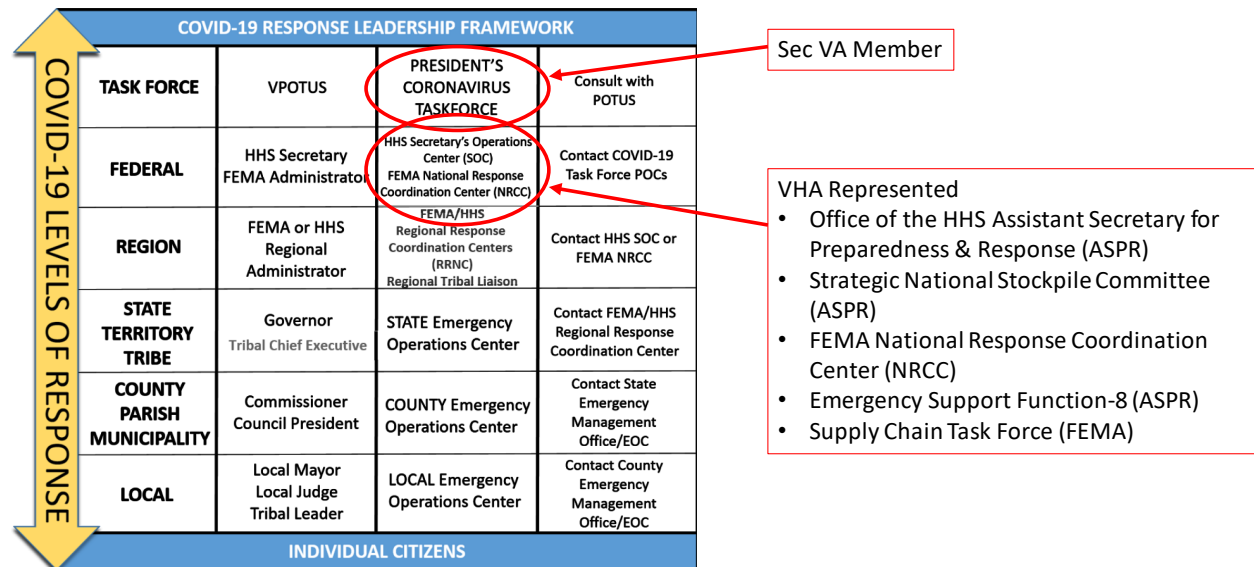 COVID-19 RESPONSE LEADERSHIP FRAMEWORK
COVID-19 LEVELS OF RESPONSE
TASK FORCE
VPOTUS
PRESIDENT'S
CORONAVIRUS
TASKFORCE
Consult with
POTUS
FEDERAL
HHS Secretary
FEMA Administrator
HHS Secretary's Operations
Center (SOC)
FEMA National Response
Coordination Center (NRCC)
Contact COVID-19
Task Force POCs
REGION
FEMA or HHS
Regional
Administrator
FEMA/HHS
Regional Response
Coordination Centers
(RRNC)
Regional Tribal Liaison
Contact HHS SOC or
FEMA NRCC
STATE
TERRITORY
TRIBE
Governor
Tribal Chief Executive
STATE Emergency
Operations Center
Contact FEMA/HHS
Regional Response
Coordination Center
COUNTY
PARISH
MUNICIPALITY
Commissioner
Council President
COUNTY Emergency
Operations Center
Contact State
Emergency
Management
Office/EOC
LOCAL
Local Mayor
Local Judge
Tribal Leader
LOCAL Emergency
Operations Center
Contact County
Emergency
Management
Office/EOC
INDIVIDUAL CITIZENS
Sec VA Member
VHA Represented
• Office of the HHS Assistant Secretary for
Preparedness & Response (ASPR)
• Strategic National Stockpile Committee
(ASPR)
• FEMA National Response Coordination
Center (NRCC)
• Emergency Support Function-8 (ASPR)
• Supply Chain Task Force (FEMA)